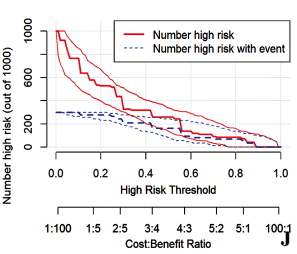 Number high risk (out of 1000)
1000
600
200
0
Number high risk
Number high risk with event
0.0 0.2 0.4 0.6 0.8 1.0
High Risk Threshold
1:100 1:5 2:5 3:4 4:3 5:2 5:1 100:1
Cost:Benefit Ratio
J